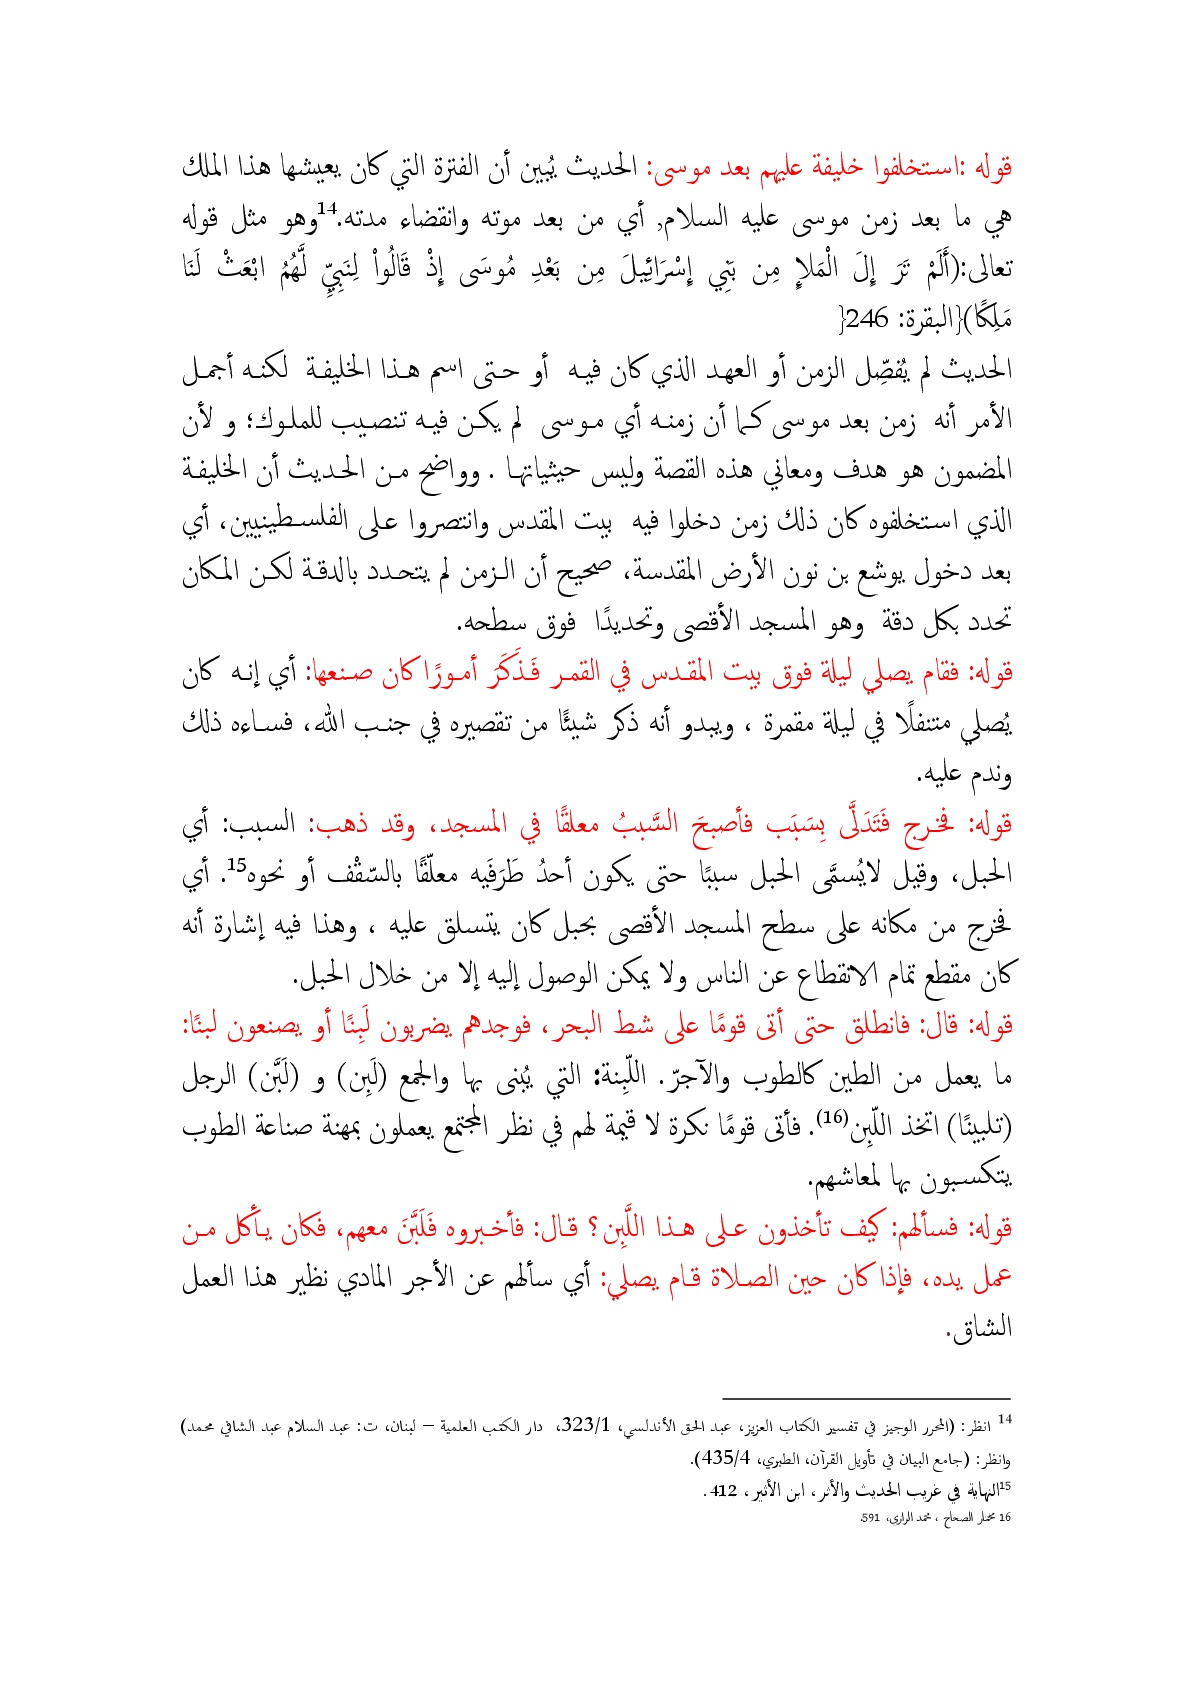 قوله :استخلفوا خليفة عليهم بعد موسى: الحديث يُبين أن الفترة التي كان يعيشها هذا الملك
هي ما بعد زمن موسى عليه السلام, أي من بعد موته وانقضاء مدته.14وهو مثل قوله
تعالى:(أَلَمْ تَرَ إِلَ الْمَلإِ مِن بَنِي إِسْرَائِيلَ مِن بَعْدِ مُوسَى إِذْ قَالُواْ لِنَبِيٍّ لَّهُمُ ابْعَثْ لَنَا
مَلِكًا){البقرة: 246{
الحديث لم يُفصِّل الزمن أو العهد الذي كان فيه أو حتى اسم هذا الخليفة لكنه أجمل
الأمر أنه زمن بعد موسى كما أن زمنه أي موسى لم يكن فيه تنصيب للملوك؛ و لأن
المضمون هو هدف ومعاني هذه القصة وليس حيثياتها . وواضح من الحديث أن الخليفة
الذي استخلفوه كان ذلك زمن دخلوا فيه بيت المقدس وانتصروا على الفلسطينيين، أي
بعد دخول يوشع بن نون الأرض المقدسة، صحيح أن الزمن لم يتحدد بالدقة لكن المكان
تحدد بكل دقة وهو المسجد الأقصى وتحديدًا فوق سطحه.
قوله: فقام يصلي ليلة فوق بيت المقدس في القمر فَذَكَرَ أمورًا كان صنعها: أي إنه كان
يُصلي متنفلًا في ليلة مقمرة ، ويبدو أنه ذكر شيئًا من تقصيره في جنب الله، فساءه ذلك
وندم عليه.
قوله: فخرج فَتَدَلَّى بِسَبَب فأصبحَ السَّببُ معلقًا في المسجد، وقد ذهب: السبب: أي
الحبل، وقيل لايُسمَّى الحبل سببًا حتى يكون أحدُ طَرَفَيه معلّقًا بالسّقْف أو نحوه15. أي
فخرج من مكانه على سطح المسجد الأقصى بحبل كان يتسلق عليه ، وهذا فيه إشارة أنه
كان مقطع تمام الانقطاع عن الناس ولا يمكن الوصول إليه إلا من خلال الحبل.
قوله: قال: فانطلق حتى أتى قومًا على شط البحر، فوجدهم يضربون لَبِنًا أو يصنعون لبنًا:
ما يعمل من الطين كالطوب والآجرّ. اللّبِنة: التي يُبنى بها والجمع (لَبِن) و (لَبَّن) الرجل
(تلبينًا) اتخذ اللّبِن(16). فأتى قومًا نكرة لا قيمة لهم في نظر المجتمع يعملون بمهنة صناعة الطوب
يتكسبون بها لمعاشهم.
قوله: فسألهم: كيف تأخذون على هذا اللَّبِن؟ قال: فأخبروه فَلَبَّنَ معهم، فكان يأكل من
عمل يده، فإذا كان حين الصلاة قام يصلي: أي سألهم عن الأجر المادي نظير هذا العمل
الشاق.
14 انظر: (المحرر الوجيز في تفسير الكتاب العزيز، عبد الحق الأندلسي، 323/1، دار الكتب العلمية – لبنان، ت: عبد السلام عبد الشافي محمد)
وانظر: (جامع البيان في تأويل القرآن، الطبري، 435/4).
15النهاية في غريب الحديث والأثر، ابن الأثير، 412.
16 مختار الصحاح ، محمد الرازي، 591.